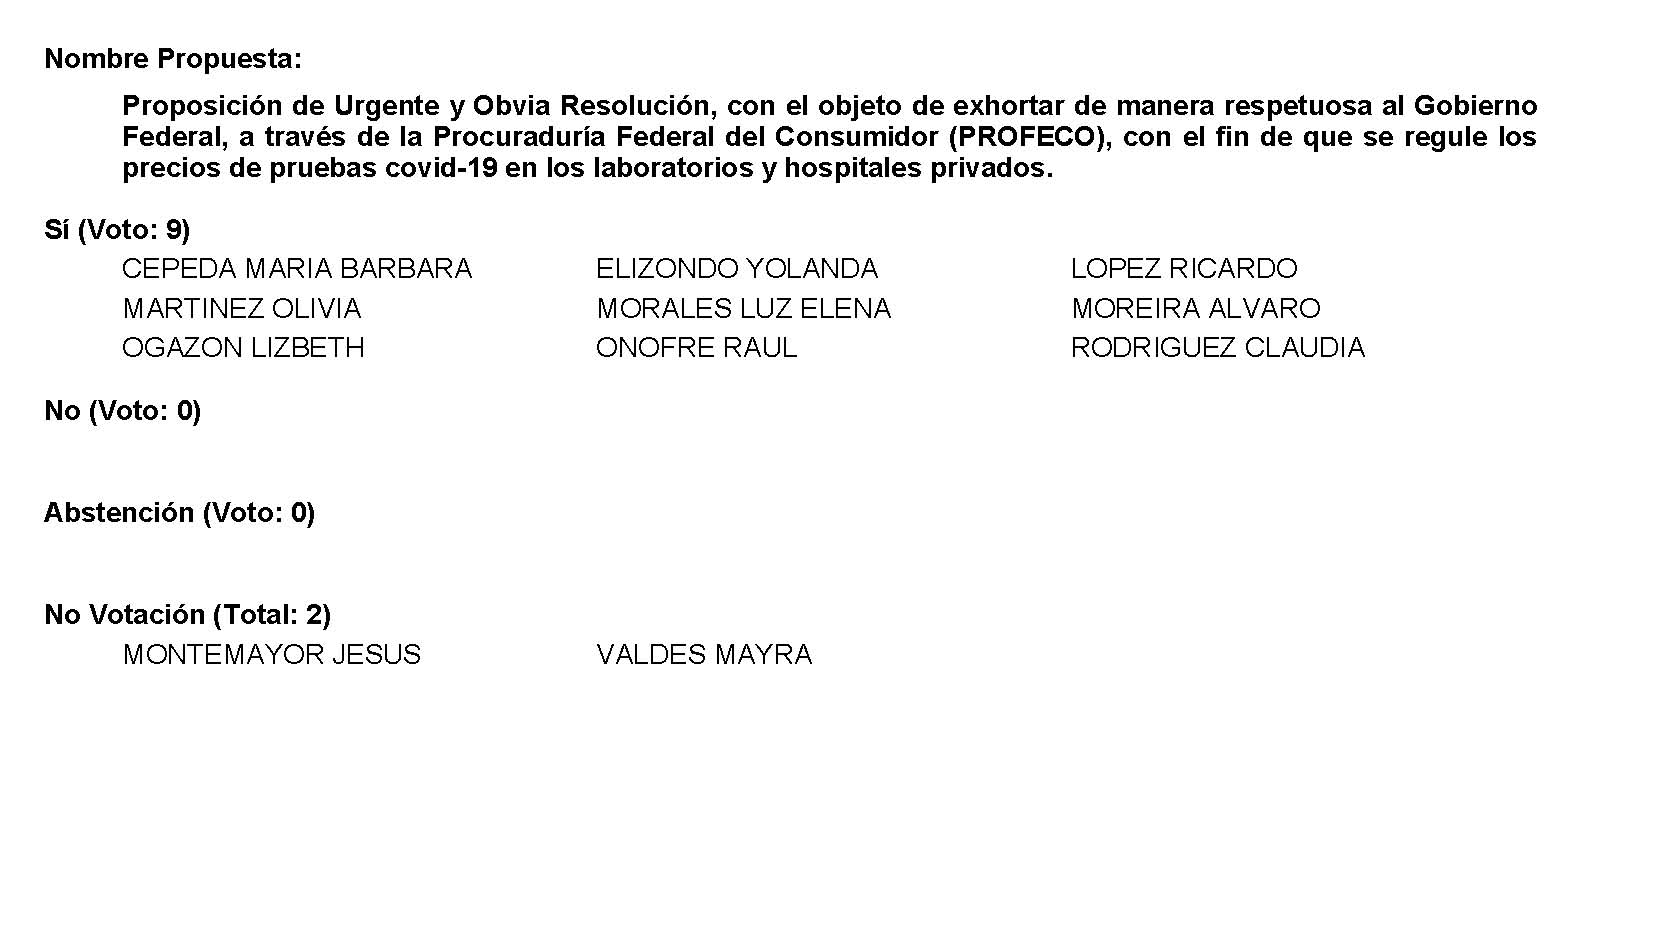 Nombre Propuesta:
Proposición de Urgente y Obvia Resolución, con el objeto de exhortar de manera respetuosa al Gobierno
Federal, a través de la Procuraduría Federal del Consumidor (PROFECO), con el fin de que se regule los
precios de pruebas covid-19 en los laboratorios y hospitales privados.
Sí (Voto: 9)
CEPEDA MARIA BARBARA ELIZONDO YOLANDA LOPEZ RICARDO
MARTINEZ OLIVIA MORALES LUZ ELENA MOREIRA ALVARO
OGAZON LIZBETH ONOFRE RAUL RODRIGUEZ CLAUDIA
No (Voto: 0)
Abstención (Voto: 0)
No Votación (Total: 2)
MONTEMAYOR JESUS VALDES MAYRA